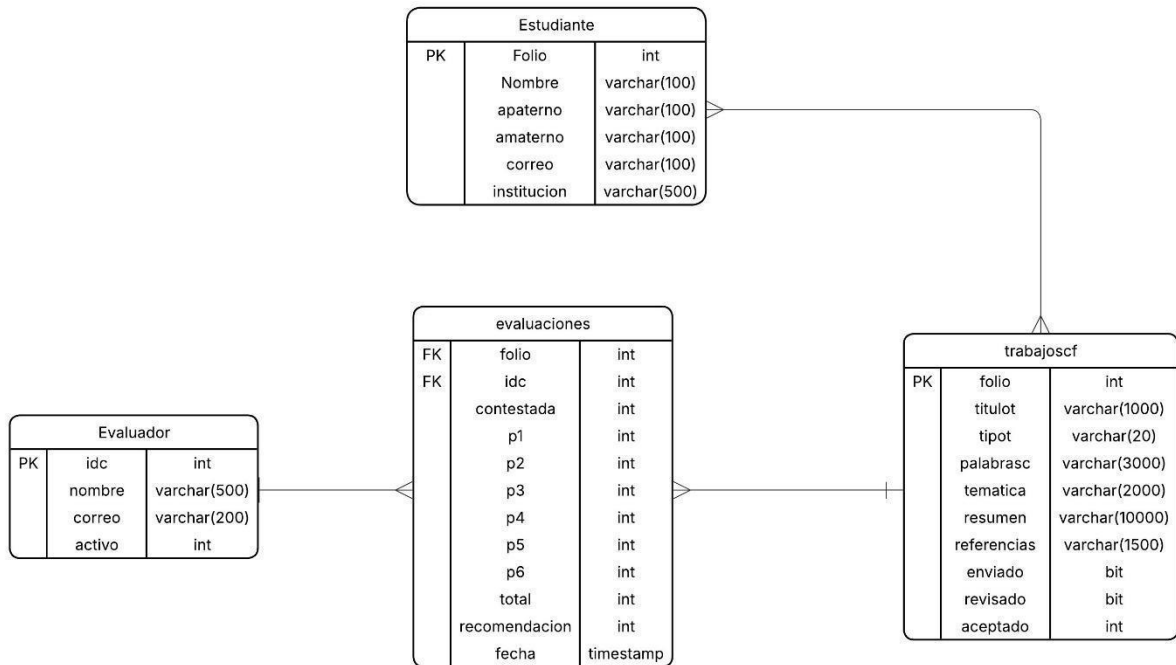 Estudiante
PK Folio int
Nombre varchar(100)
apaterno varchar(100)
amaterno varchar(100)
correo varchar(100)
institucion varchar(500)
evaluaciones
FK folio int
FK idc int
contestada int
p1 int
p2 int
p3 int
p4 int
p5 int
p6 int
total int
recomendacion int
fecha timestamp
trabajoscf
PK folio int
titulot varchar(1000)
tipot varchar(20)
palabrasc varchar(3000)
tematica varchar(2000)
resumen varchar(10000)
referencias varchar(1500)
enviado bit
revisado bit
aceptado int
Evaluador
PK idc int
nombre varchar(500)
correo varchar(200)
activo int